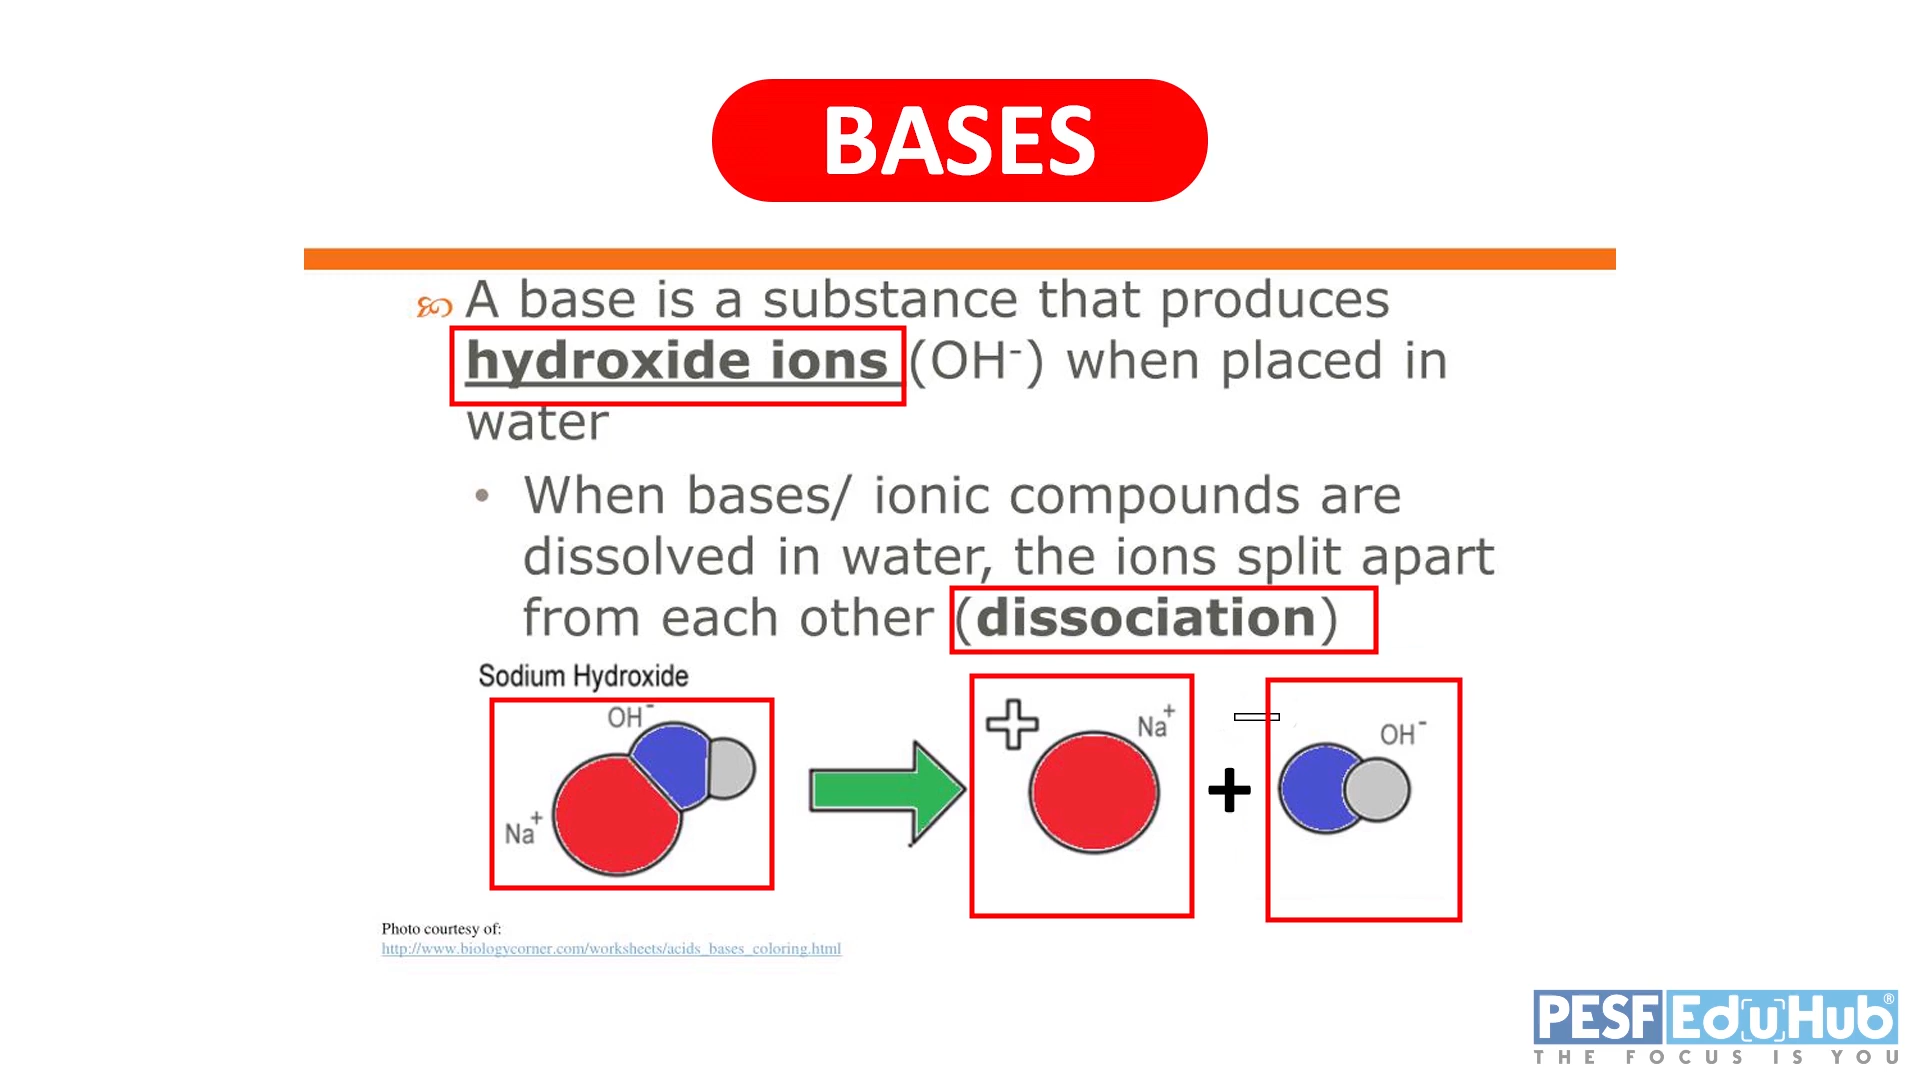 BASES
A base is a substance that produces
hydroxide ions (OH-) when placed in
water
• When bases/ ionic compounds are
dissolved in water, the ions split apart
from each other (dissociation)
Sodium Hydroxide
OH-
Na+
Na+
+
OH-
Photo courtesy of:
http://www.biologycorner.com/worksheets/acids_bases_coloring.html
PESF EduHub®
THE FOCUS IS YOU